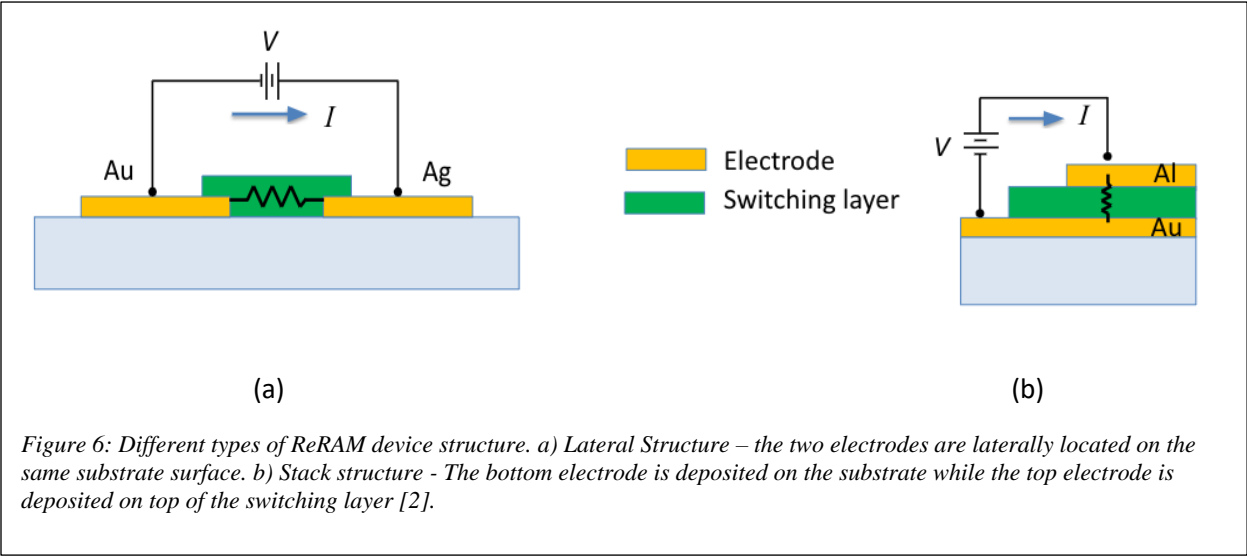 V
I
Au
Ag
Electrode
Switching layer
V
I
Al
Au
(a)
(b)
Figure 6: Different types of ReRAM device structure. a) Lateral Structure – the two electrodes are laterally located on the
same substrate surface. b) Stack structure - The bottom electrode is deposited on the substrate while the top electrode is
deposited on top of the switching layer [2].